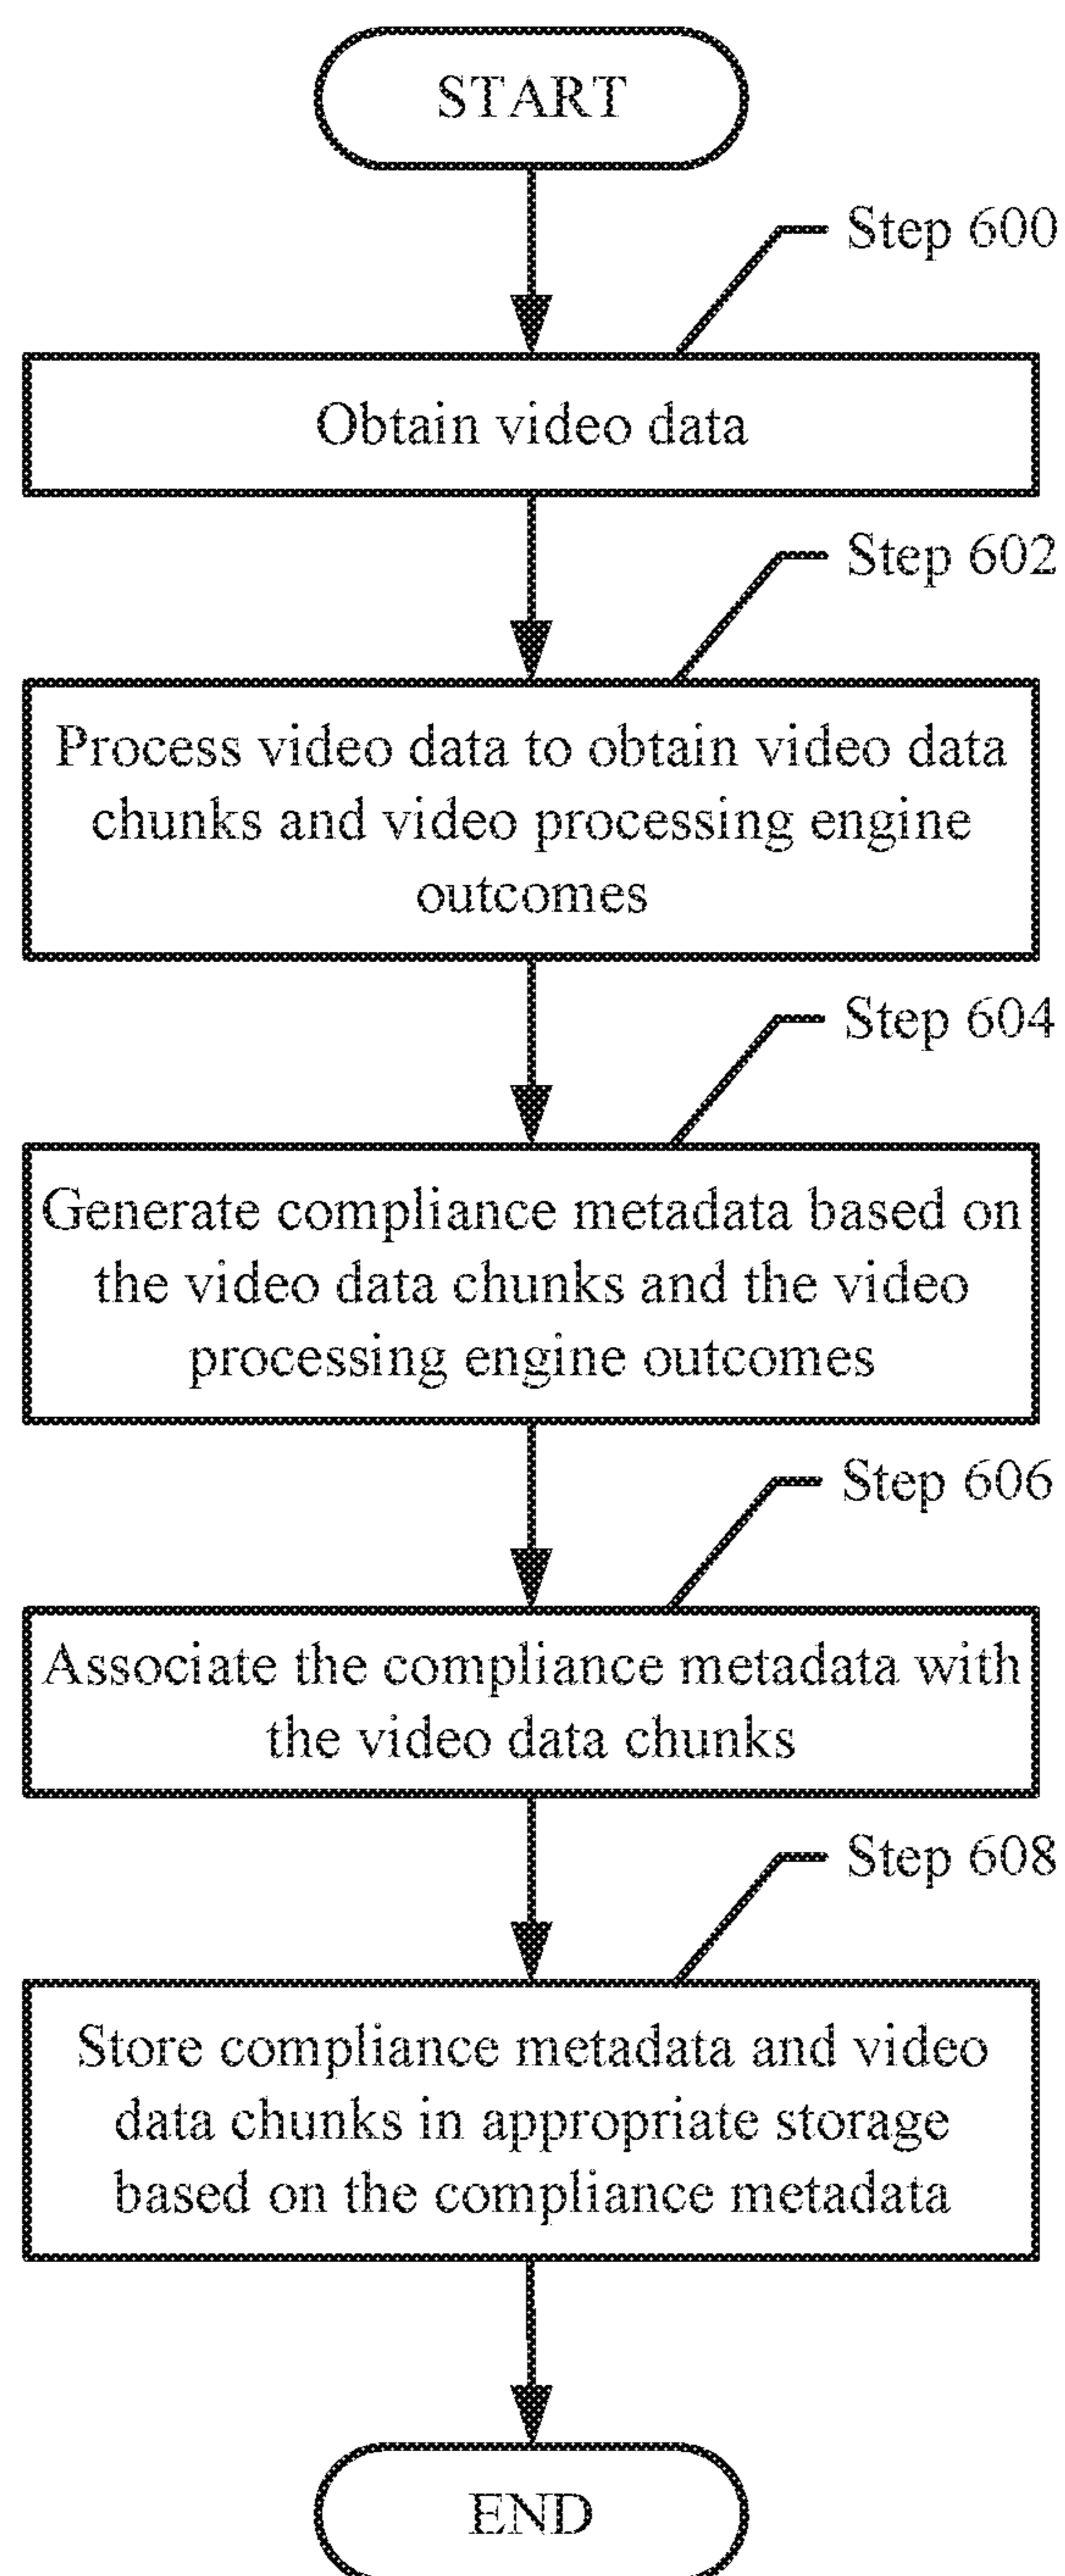 START
Step 600
Obtain video data
Step 602
Process video data to obtain video data
chunks and video processing engine
outcomes
Step 604
Generate compliance metadata based on
the video data chunks and the video
processing engine outcomes
Step 606
Associate the compliance metadata with
the video data chunks
Step 608
Store compliance metadata and video
data chunks in appropriate storage
based on the compliance metadata
END